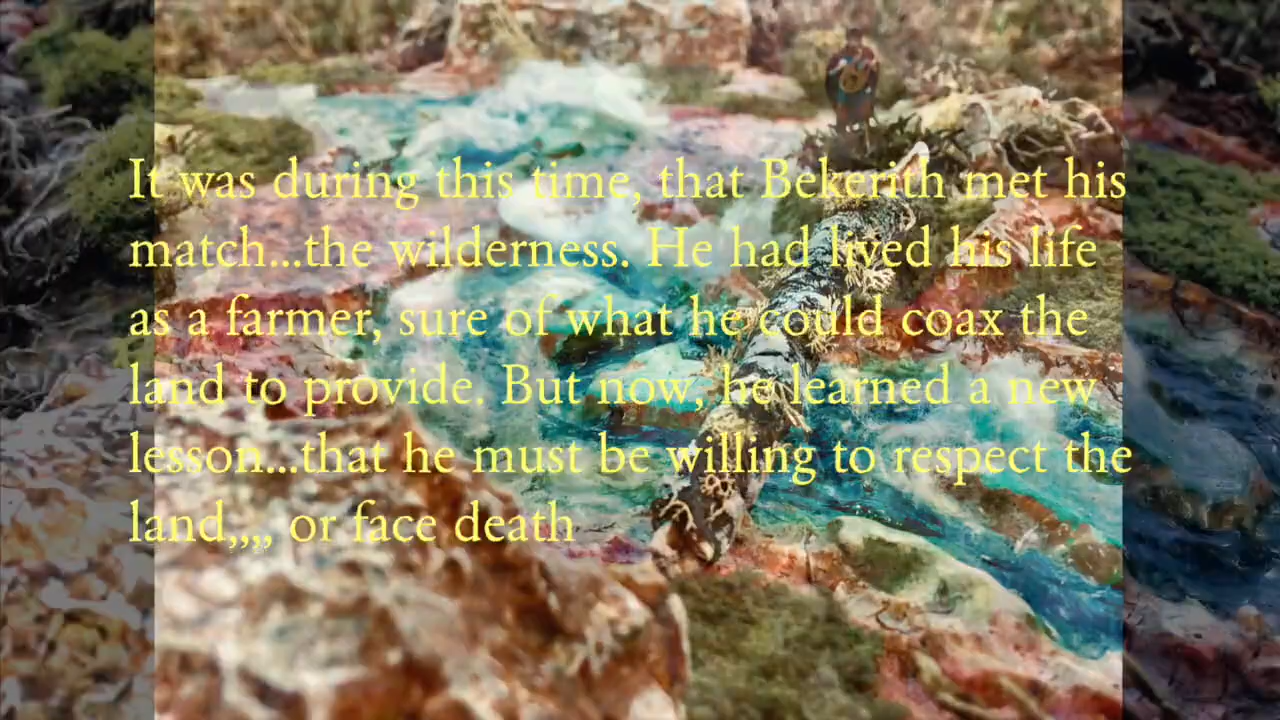 It was during this time, that Bekerith met his
match...the wilderness. He had lived his life
as a farmer, sure of what he could coax the
land to provide. But now, he learned a new
lesson...that he must be willing to respect the
land,,,, or face death